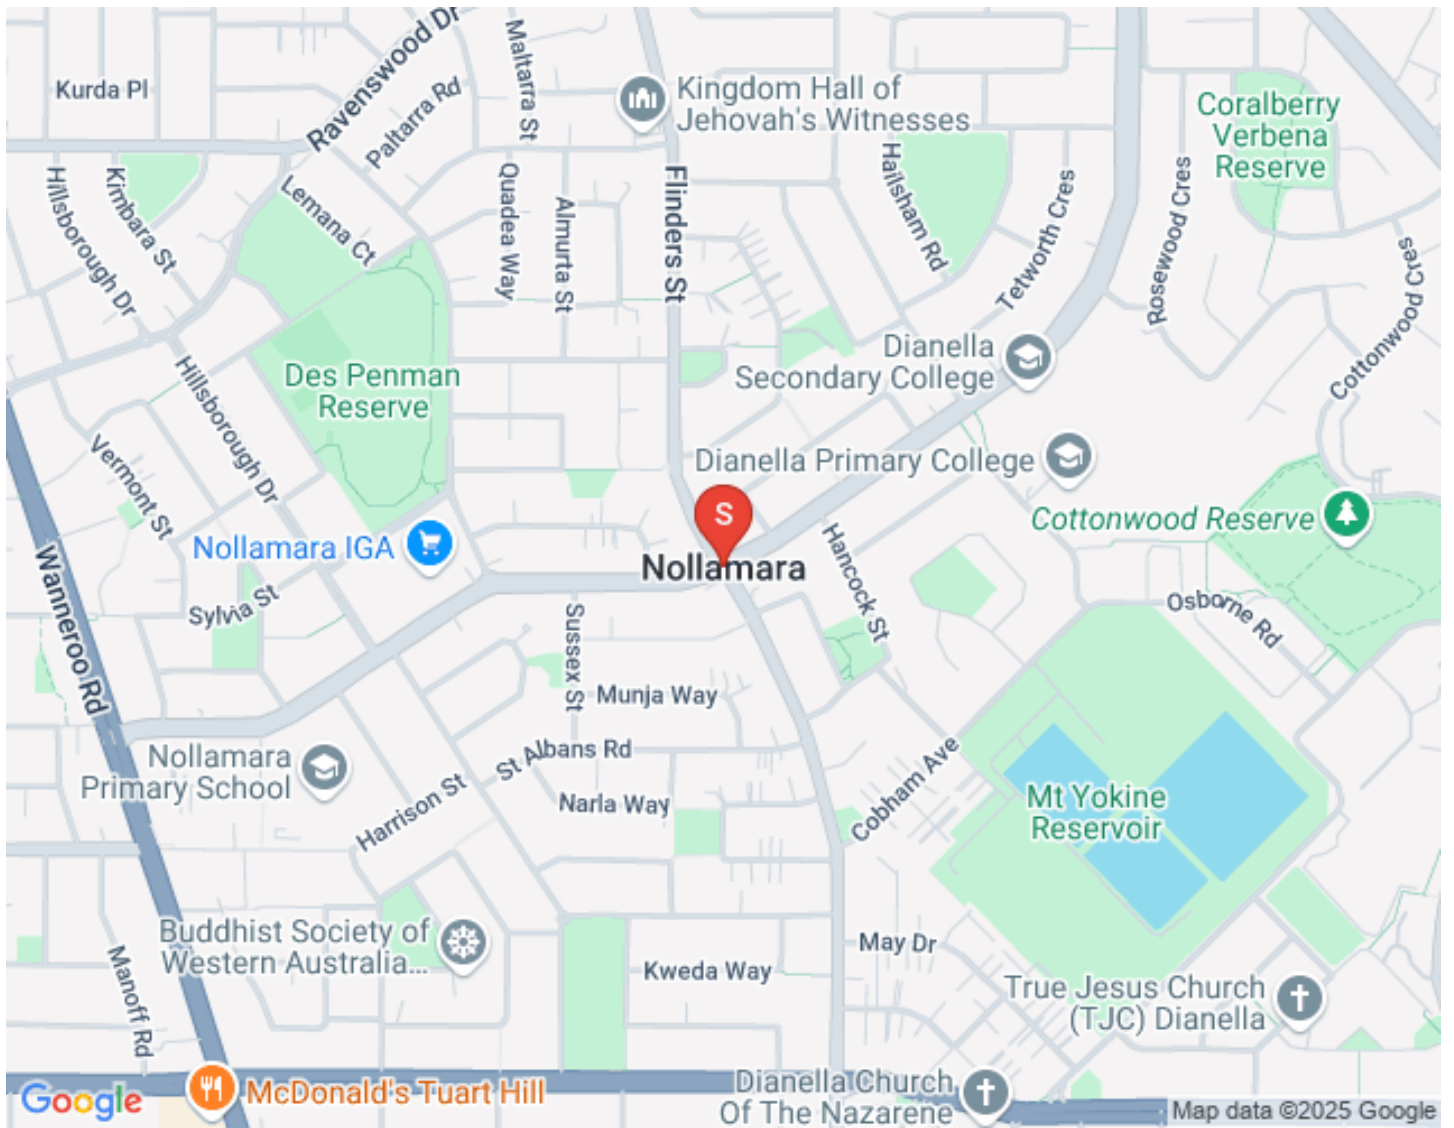 Ravenswood Dr
Maltarra St
Kurda Pl
Paltarra Rd
Kingdom Hall of
Jehovah's Witnesses
Coralberry
Verbena
Reserve
Hillsborough Dr
Kimbara St
Lemana Ct
Quadea Way
Almurta St
Flinders St
Hailsham Rd
Tetworth Cres
Rosewood Cres
Cottonwood Cres
Dianella
Secondary College
Des Penman
Reserve
Hillsborough Dr
Vermont St
Dianella Primary College
S
Cottonwood Reserve
Nollamara IGA
Nollamara
Hancock St
Wanneroo Rd
Sylvia St
Sussex St
Osborne Rd
Munja Way
St Albans Rd
Nollamara
Primary School
Harrison St
Narla Way
Cobham Ave
Mt Yokine
Reservoir
Buddhist Society of
Western Australia...
Manoff Rd
Kweda Way
May Dr
True Jesus Church
(TJC) Dianella
McDonald's Tuart Hill
Dianella Church
Of The Nazarene
Google
Map data ©2025 Google